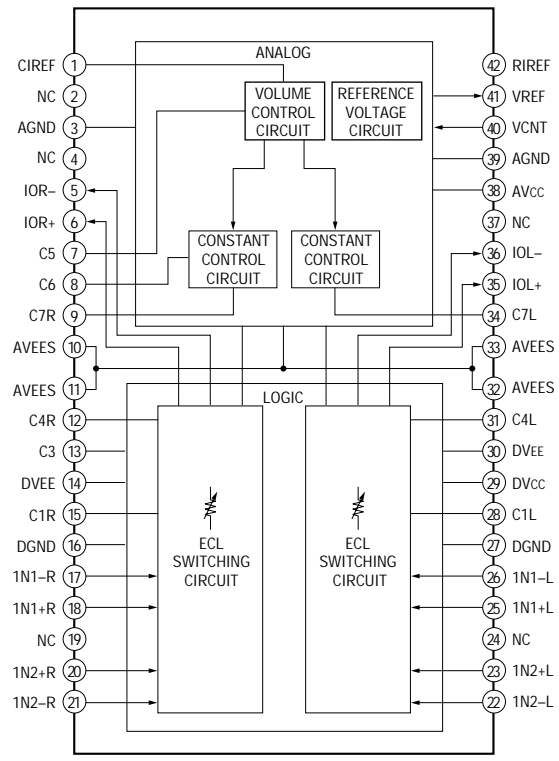 ANALOG
CIREF 1
NC 2
AGND 3
NC 4
IOR− 5
IOR+ 6
C5 7
C6 8
C7R 9
AVEES 10
AVEES 11
C4R 12
C3 13
DVEE 14
C1R 15
DGND 16
1N1−R 17
1N1+R 18
NC 19
1N2+R 20
1N2−R 21
VOLUME
CONTROL
CIRCUIT
REFERENCE
VOLTAGE
CIRCUIT
CONSTANT
CONTROL
CIRCUIT
CONSTANT
CONTROL
CIRCUIT
LOGIC
ECL
SWITCHING
CIRCUIT
ECL
SWITCHING
CIRCUIT
42 RIREF
41 VREF
40 VCNT
39 AGND
38 AVCC
37 NC
36 IOL−
35 IOL+
34 C7L
33 AVEES
32 AVEES
31 C4L
30 DVEE
29 DVCC
28 C1L
27 DGND
26 1N1−L
25 1N1+L
24 NC
23 1N2+L
22 1N2−L